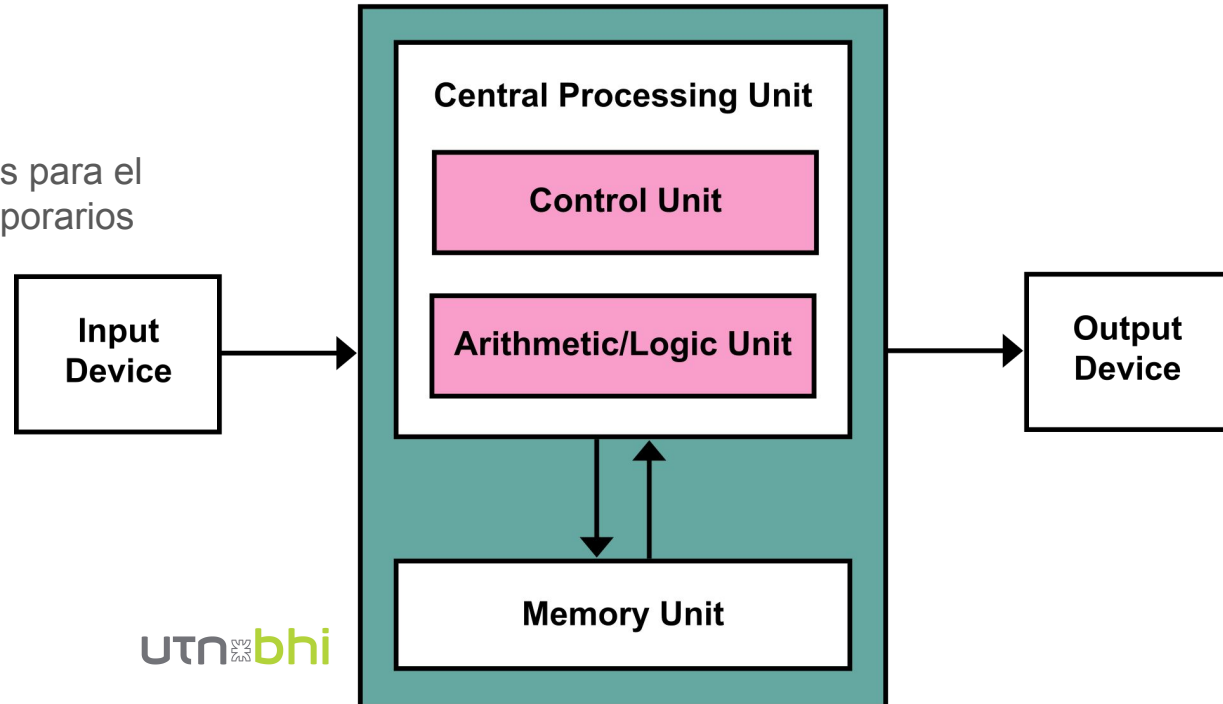 s para el
porarios
Central Processing Unit
Control Unit
Arithmetic/Logic Unit
Input
Device
Output
Device
Memory Unit
utn bhi